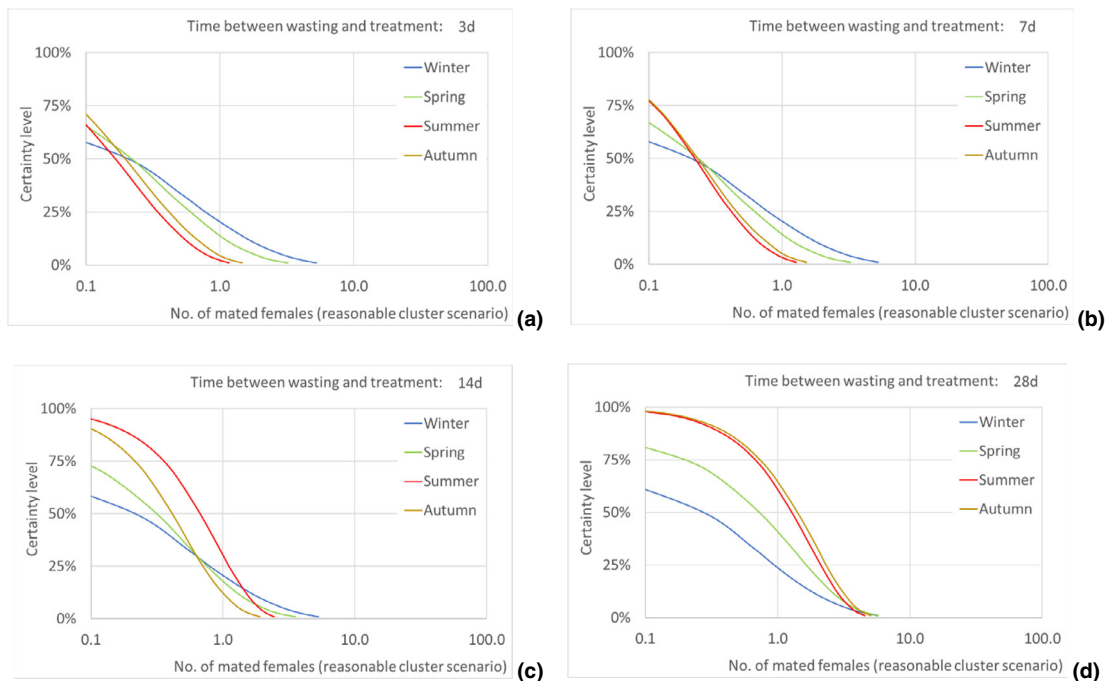 Time between wasting and treatment: 3d
100%
75%
50%
25%
0%
Certainty level
Winter
Spring
Summer
Autumn
0.1 1.0 10.0 100.0
No. of mated females (reasonable cluster scenario)
(a)
Time between wasting and treatment: 7d
100%
75%
50%
25%
0%
Certainty level
Winter
Spring
Summer
Autumn
0.1 1.0 10.0 100.0
No. of mated females (reasonable cluster scenario)
(b)
Time between wasting and treatment: 14d
100%
75%
50%
25%
0%
Certainty level
Winter
Spring
Summer
Autumn
0.1 1.0 10.0 100.0
No. of mated females (reasonable cluster scenario)
(c)
Time between wasting and treatment: 28d
100%
75%
50%
25%
0%
Certainty level
Winter
Spring
Summer
Autumn
0.1 1.0 10.0 100.0
No. of mated females (reasonable cluster scenario)
(d)